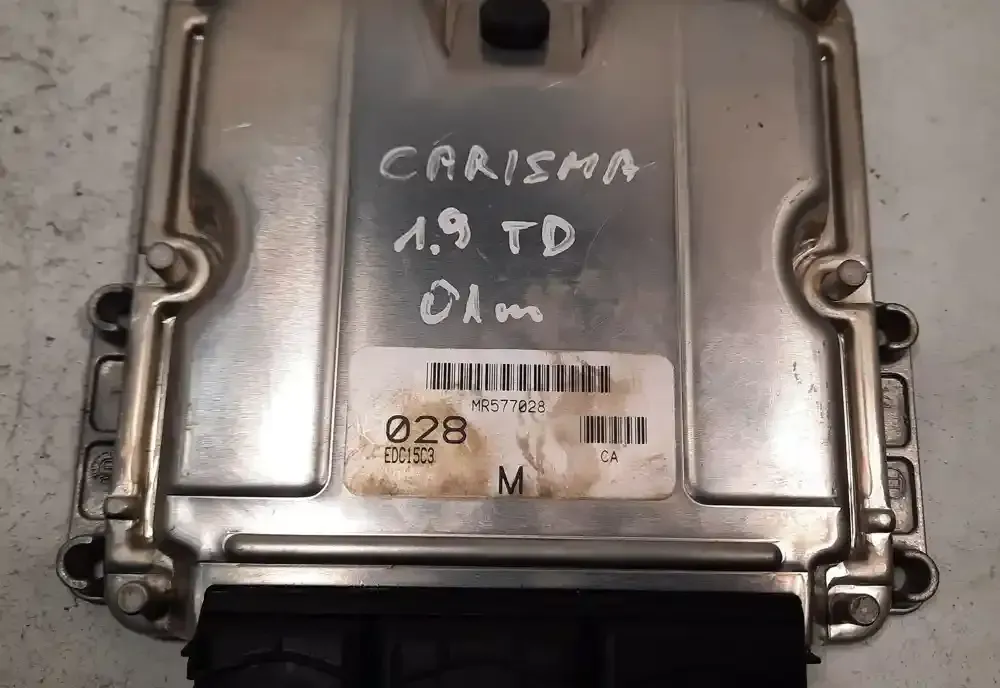 CARISMA
1.9 TD
01m
MR577028
028
EDC15C3
CA
M